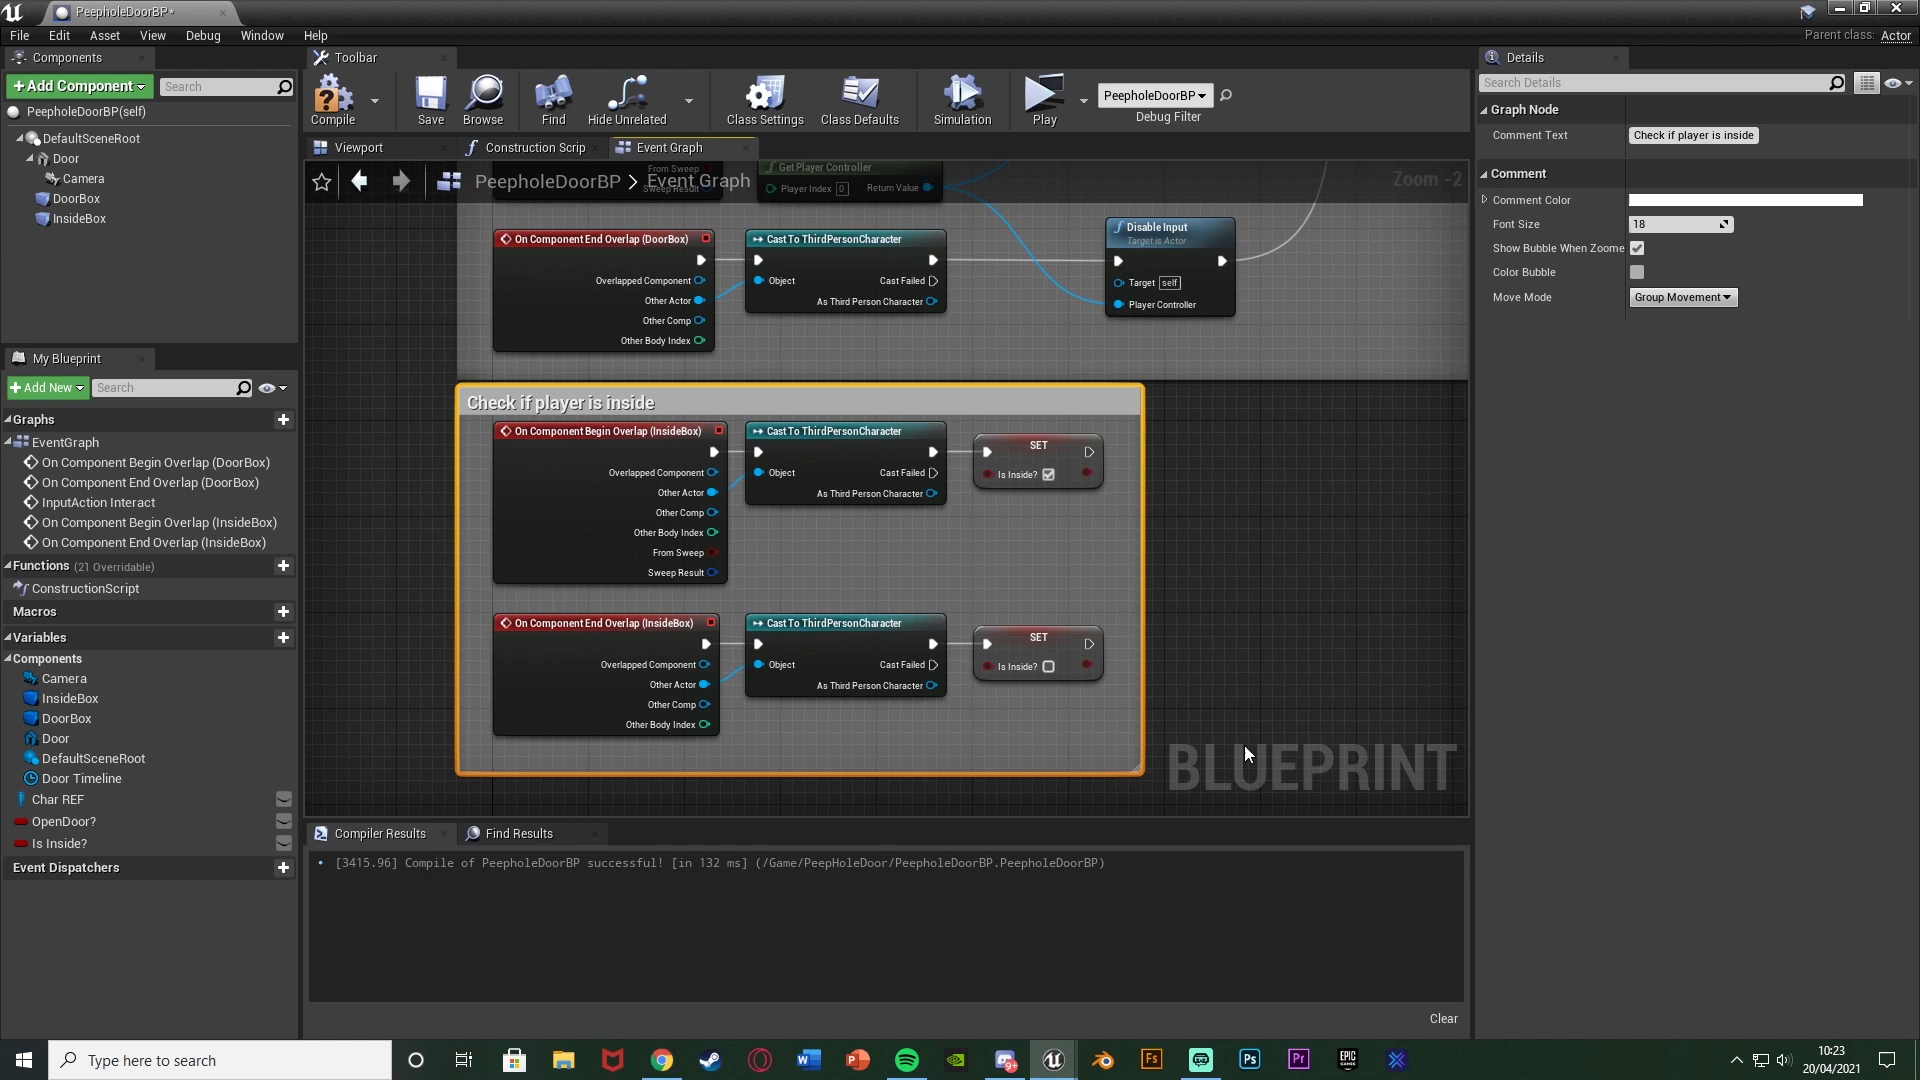 PeepholeDoorBP*
File Edit Asset View Debug Window Help
Parent class: Actor
Components
+ Add Component
Search
PeepholeDoorBP(self)
DefaultSceneRoot
Door
Camera
DoorBox
InsideBox
My Blueprint
+ Add New
Search
Graphs
EventGraph
On Component Begin Overlap (DoorBox)
On Component End Overlap (DoorBox)
InputAction Interact
On Component Begin Overlap (InsideBox)
On Component End Overlap (InsideBox)
Functions (21 Overridable)
ConstructionScript
Macros
Variables
Components
Camera
InsideBox
DoorBox
Door
DefaultSceneRoot
Door Timeline
Char REF
OpenDoor?
Is Inside?
Event Dispatchers
Toolbar
Compile
Save
Browse
Find
Hide Unrelated
Class Settings
Class Defaults
Simulation
Play
PeepholeDoorBP
Debug Filter
Viewport
Construction Scrip
Event Graph
PeepholeDoorBP > Event Graph
Zoom -2
From Sweep
Sweep Result
Get Player Controller
Player Index 0
Return Value
On Component End Overlap (DoorBox)
Overlapped Component
Other Actor
Other Comp
Other Body Index
Cast To ThirdPersonCharacter
Object
Cast Failed
As Third Person Character
Disable Input
Target is Actor
Target self
Player Controller
Check if player is inside
On Component Begin Overlap (InsideBox)
Overlapped Component
Other Actor
Other Comp
Other Body Index
From Sweep
Sweep Result
Cast To ThirdPersonCharacter
Object
Cast Failed
As Third Person Character
SET
Is Inside?
On Component End Overlap (InsideBox)
Overlapped Component
Other Actor
Other Comp
Other Body Index
Cast To ThirdPersonCharacter
Object
Cast Failed
As Third Person Character
SET
Is Inside?
BLUEPRINT
Compiler Results
Find Results
[3415.96] Compile of PeepholeDoorBP successful! [in 132 ms] (/Game/PeepHoleDoor/PeepholeDoorBP.PeepholeDoorBP)
Clear
Details
Search Details
Graph Node
Comment Text
Check if player is inside
Comment
Comment Color
Font Size
18
Show Bubble When Zoome
Color Bubble
Move Mode
Group Movement
Type here to search
W
P
9+
Fs
Ps
Pr
EPIC
GAMES
10:23
20/04/2021